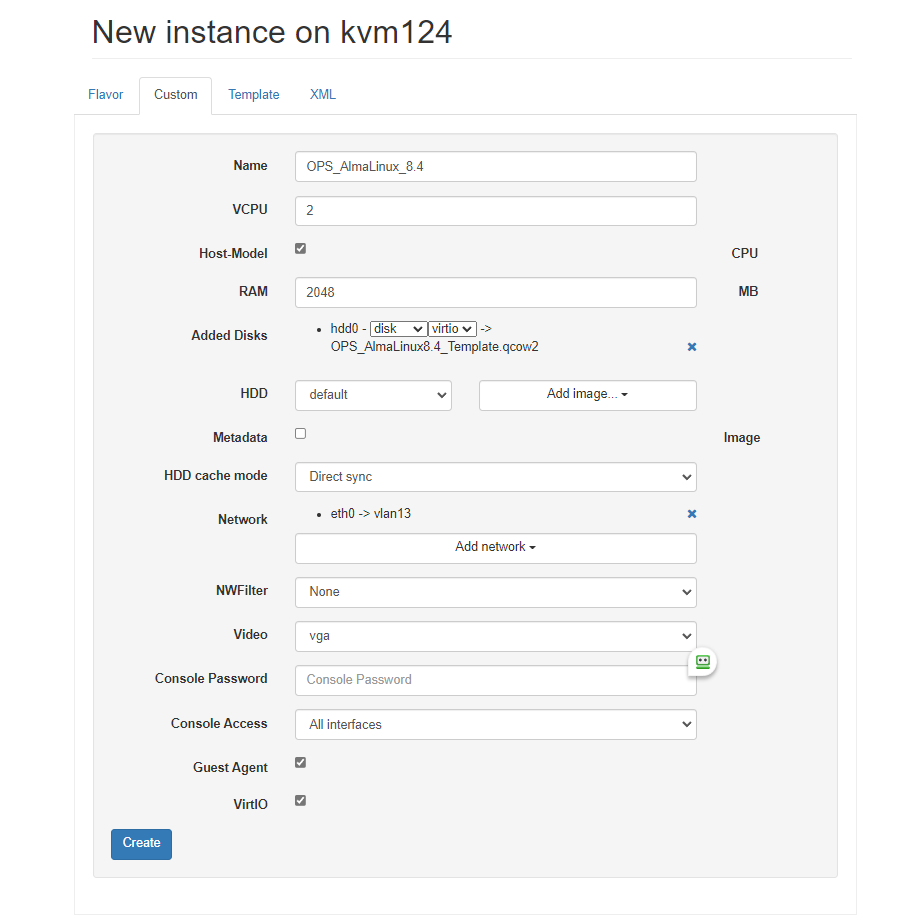 New instance on kvm124
Flavor Custom Template XML
Name OPS_AlmaLinux_8.4
VCPU 2
Host-Model CPU
RAM 2048 MB
Added Disks hdd0 - disk virtio ->
OPS_AlmaLinux8.4_Template.qcow2
HDD default Add image...
Metadata Image
HDD cache mode Direct sync
Network eth0 -> vlan13
Add network
NWFilter None
Video vga
Console Password Console Password
Console Access All interfaces
Guest Agent
VirtIO
Create